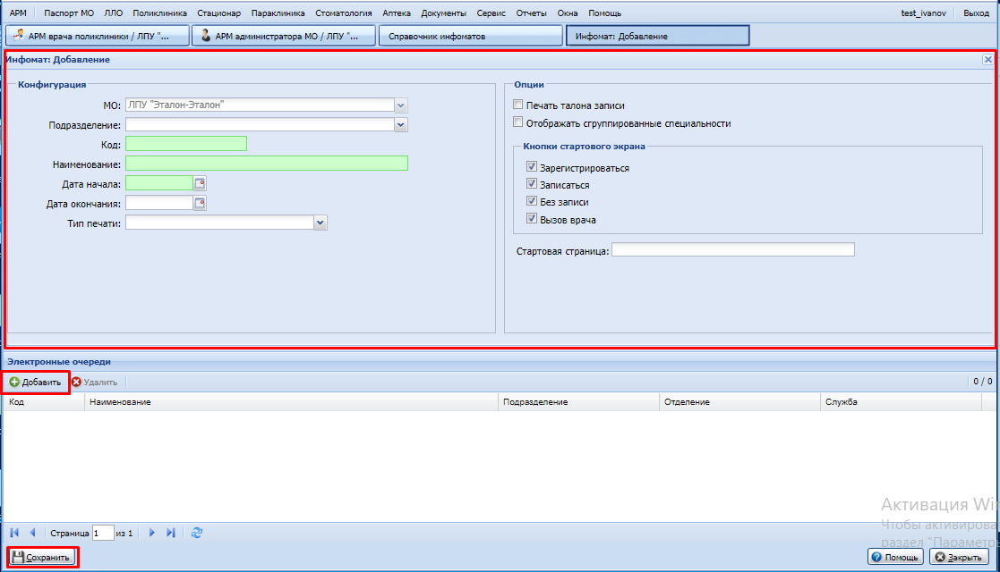 АРМ Паспорт МО ЛЛО Поликлиника Стационар Параклиника Стоматология Аптека Документы Сервис Отчеты Окна Помощь test_ivanov Выход
АРМ врача поликлиники / ЛПУ "... АРМ администратора МО / ЛПУ "... Справочник инфоматов Инфомат: Добавление
Инфомат: Добавление
Конфигурация
МО: ЛПУ "Эталон-Эталон"
Подразделение:
Код:
Наименование:
Дата начала:
Дата окончания:
Тип печати:
Опции
Печать талона записи
Отображать сгруппированные специальности
Кнопки стартового экрана
Зарегистрироваться
Записаться
Без записи
Вызов врача
Стартовая страница:
Электронные очереди
Добавить Удалить 0 / 0
Код Наименование Подразделение Отделение Служба
Активация Wi
Чтобы активирова
раздел "Параметр
Страница 1 из 1
Сохранить Помощь Закрыть